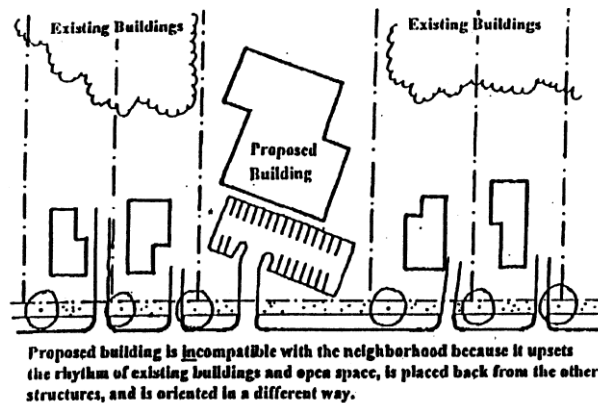 Existing Buildings
Existing Buildings
Proposed
Building
Proposed building is incompatible with the neighborhood because it upsets
the rhythm of existing buildings and open space, is placed back from the other
structures, and is oriented in a different way.